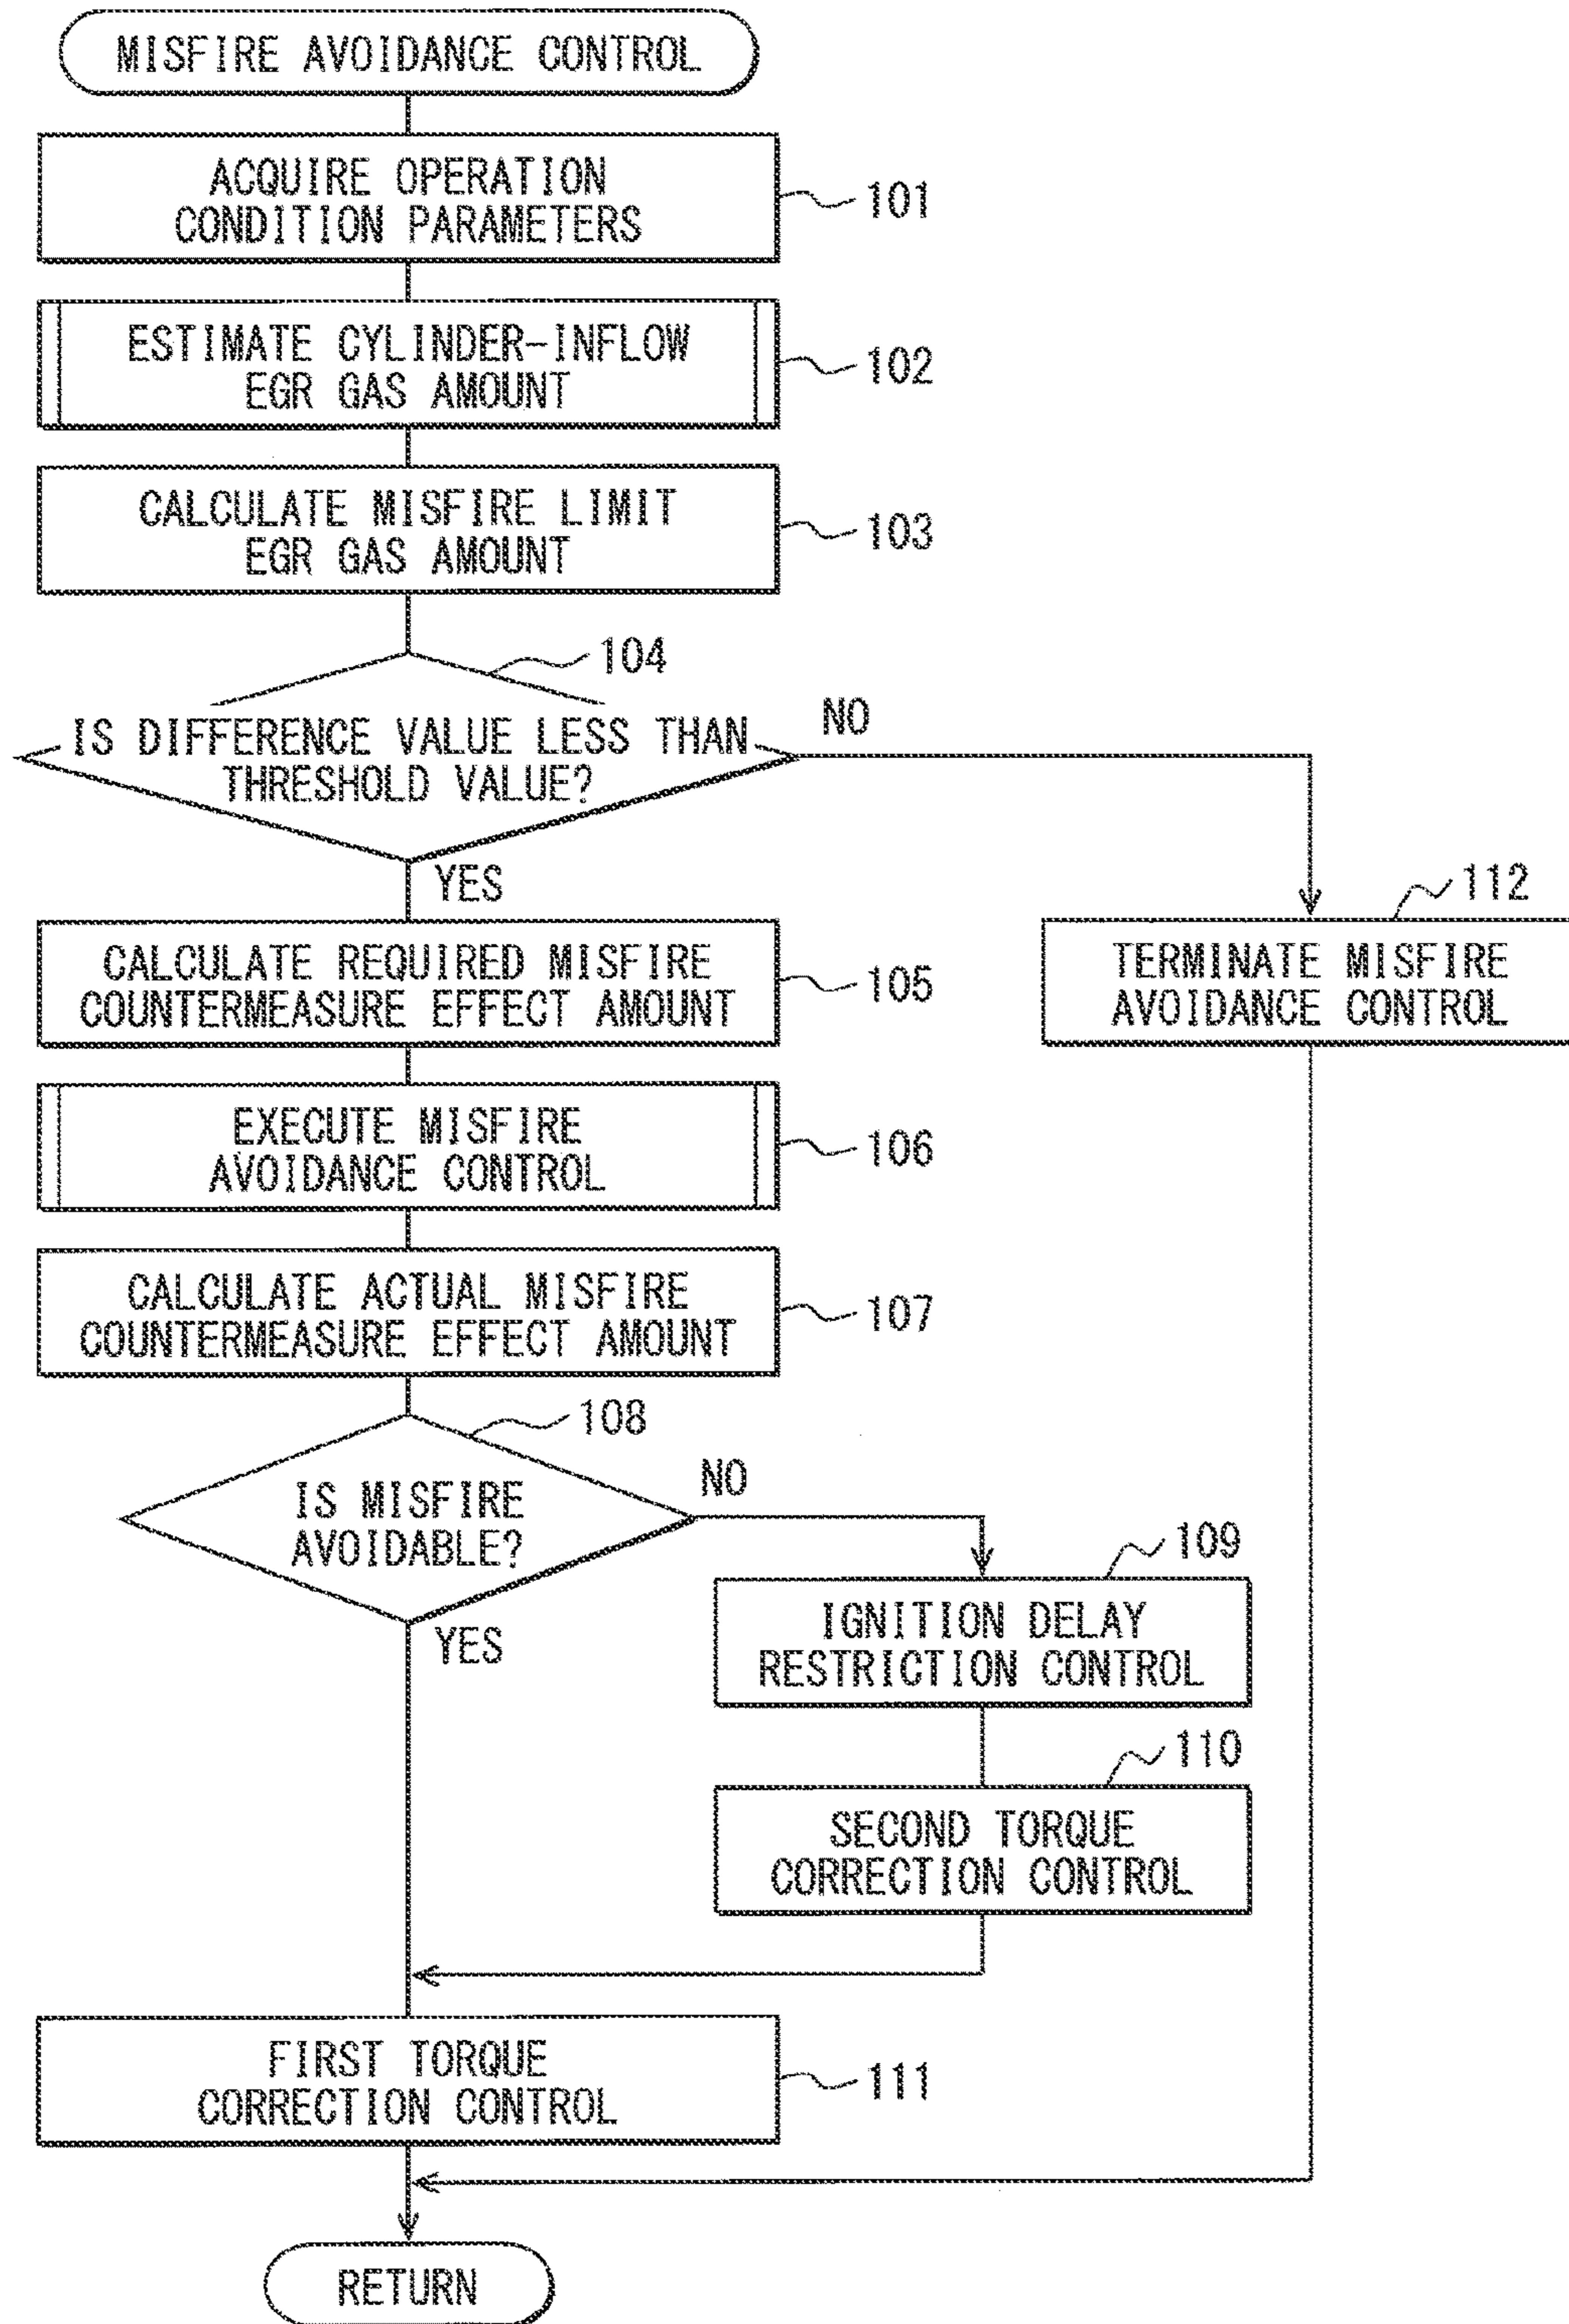 MISFIRE AVOIDANCE CONTROL
ACQUIRE OPERATION
CONDITION PARAMETERS
101
ESTIMATE CYLINDER-INFLOW
EGR GAS AMOUNT
102
CALCULATE MISFIRE LIMIT
EGR GAS AMOUNT
103
104
IS DIFFERENCE VALUE LESS THAN
THRESHOLD VALUE?
NO
YES
112
TERMINATE MISFIRE
AVOIDANCE CONTROL
CALCULATE REQUIRED MISFIRE
COUNTERMEASURE EFFECT AMOUNT
105
EXECUTE MISFIRE
AVOIDANCE CONTROL
106
CALCULATE ACTUAL MISFIRE
COUNTERMEASURE EFFECT AMOUNT
107
108
IS MISFIRE
AVOIDABLE?
NO
YES
109
IGNITION DELAY
RESTRICTION CONTROL
110
SECOND TORQUE
CORRECTION CONTROL
FIRST TORQUE
CORRECTION CONTROL
111
RETURN